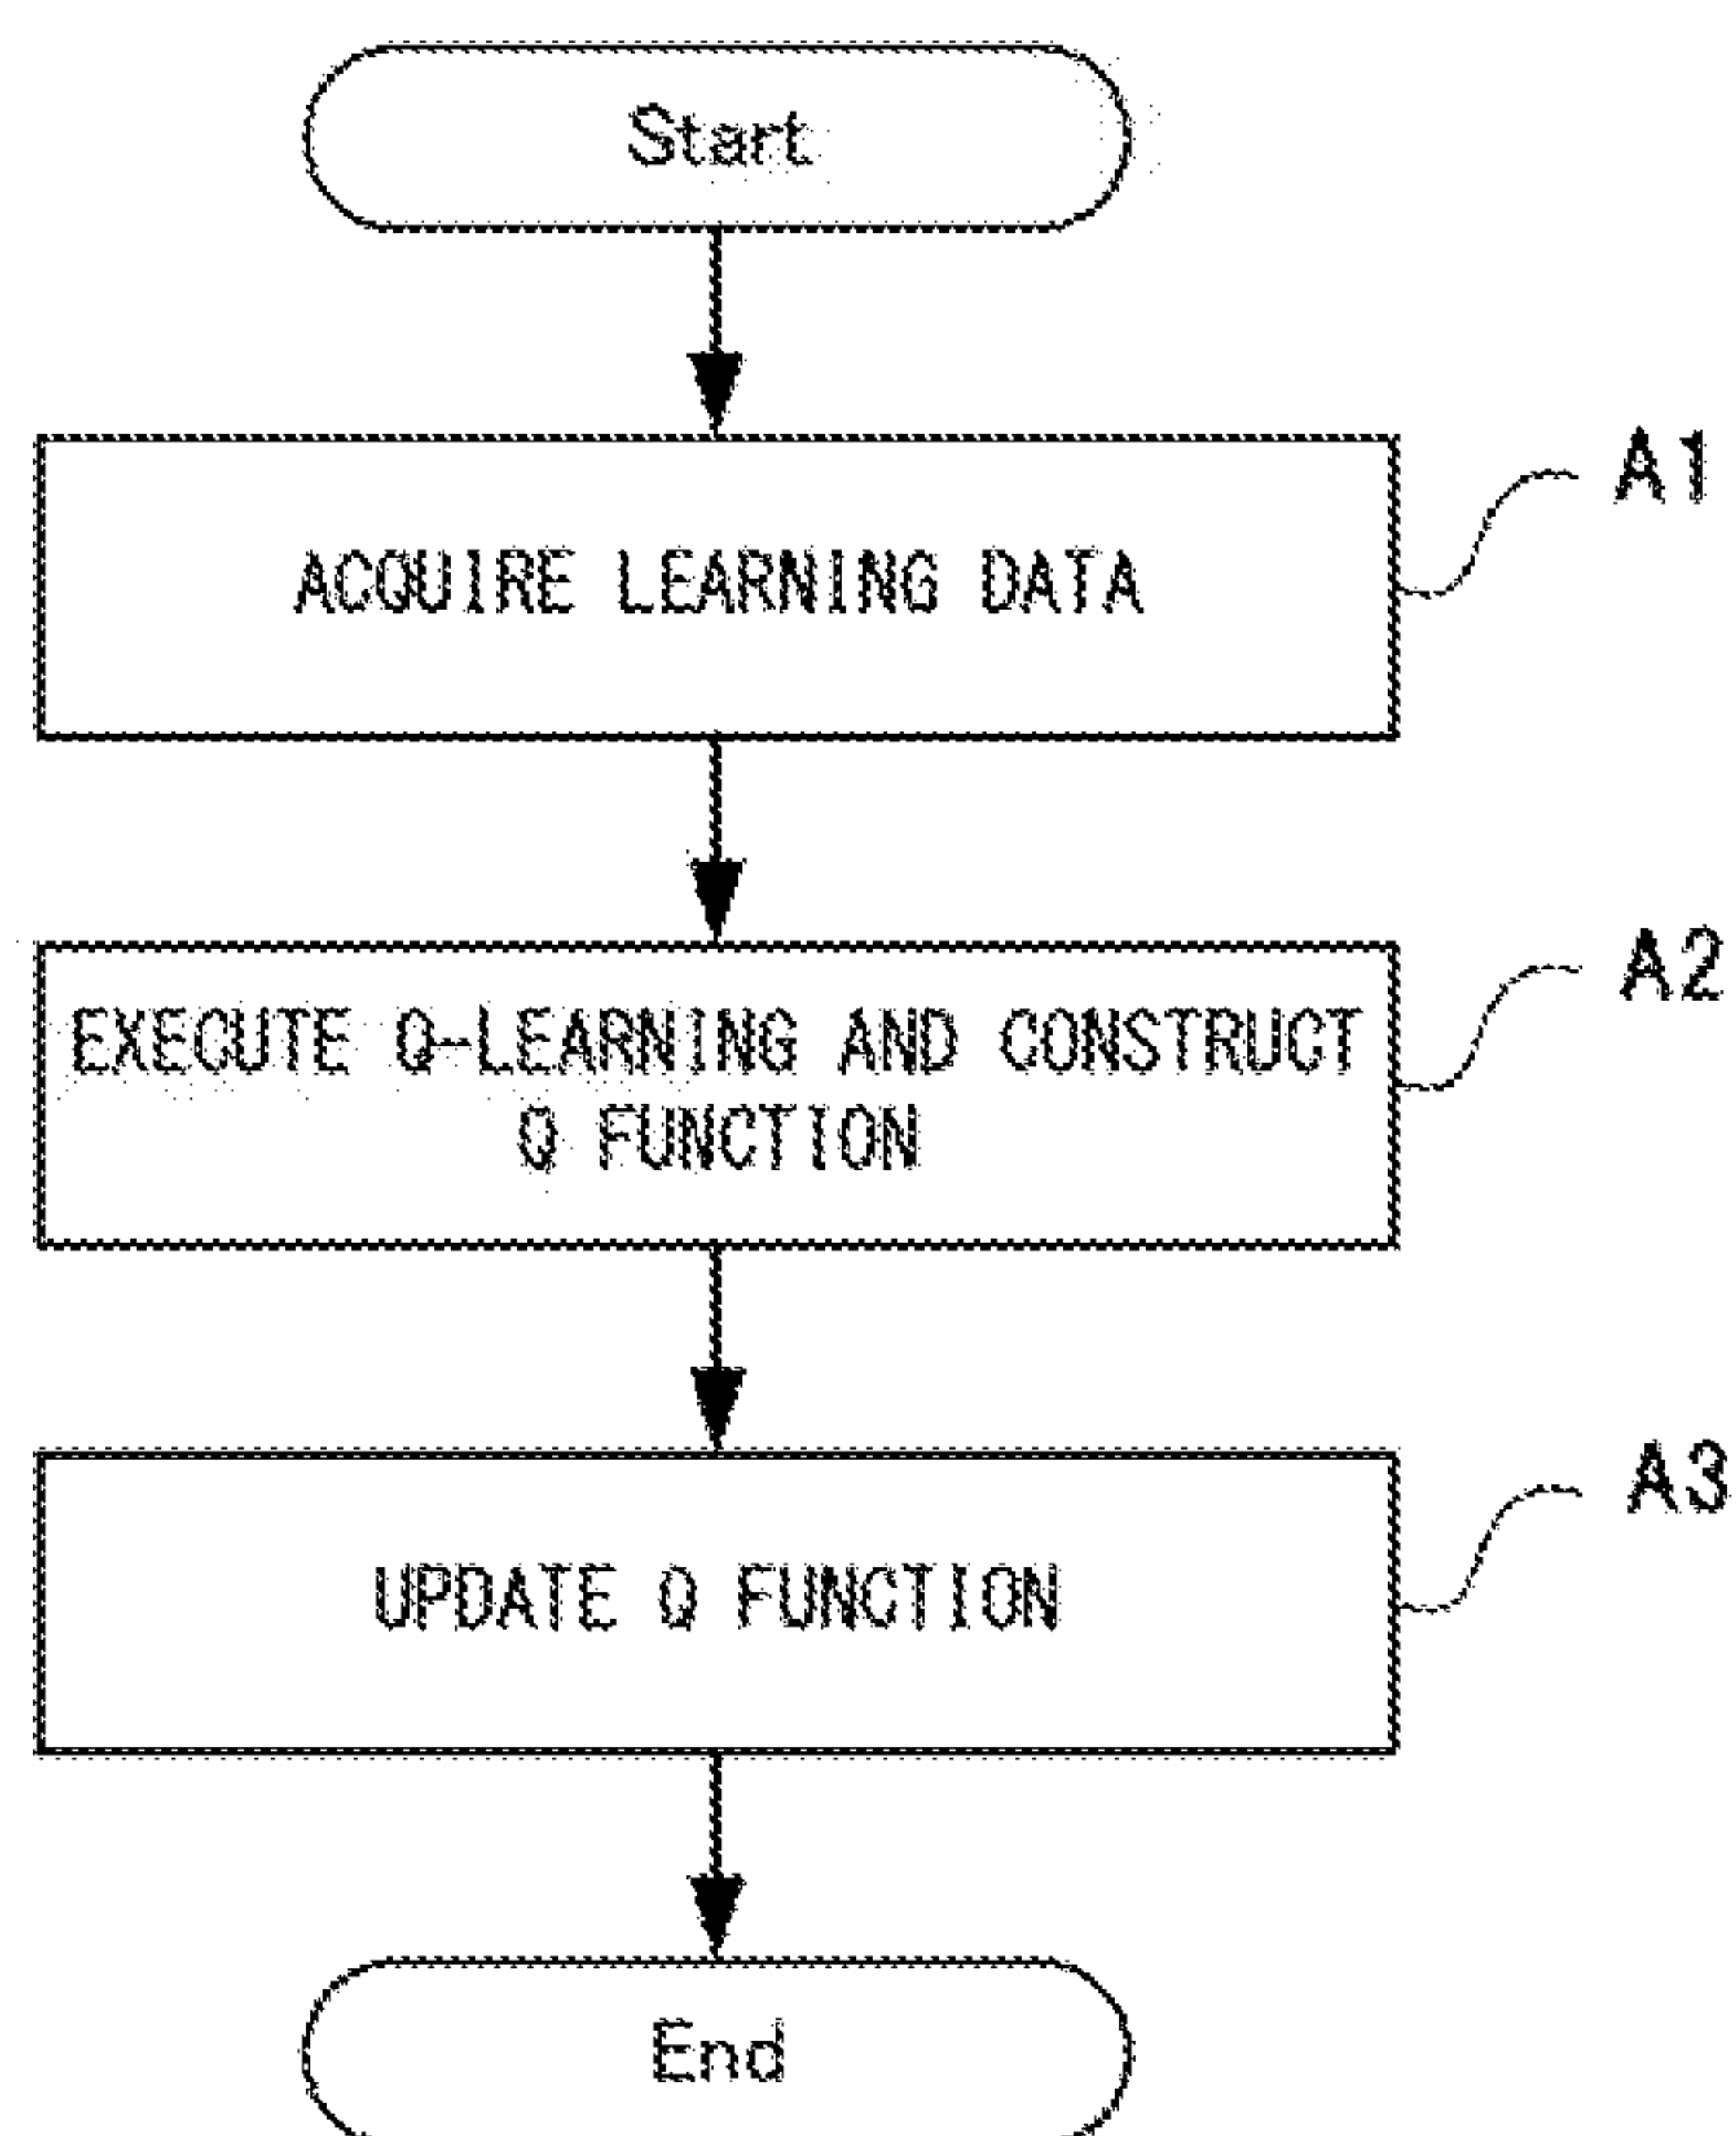 Start
A1
ACQUIRE LEARNING DATA
A2
EXECUTE Q-LEARNING AND CONSTRUCT
Q FUNCTION
A3
UPDATE Q FUNCTION
End